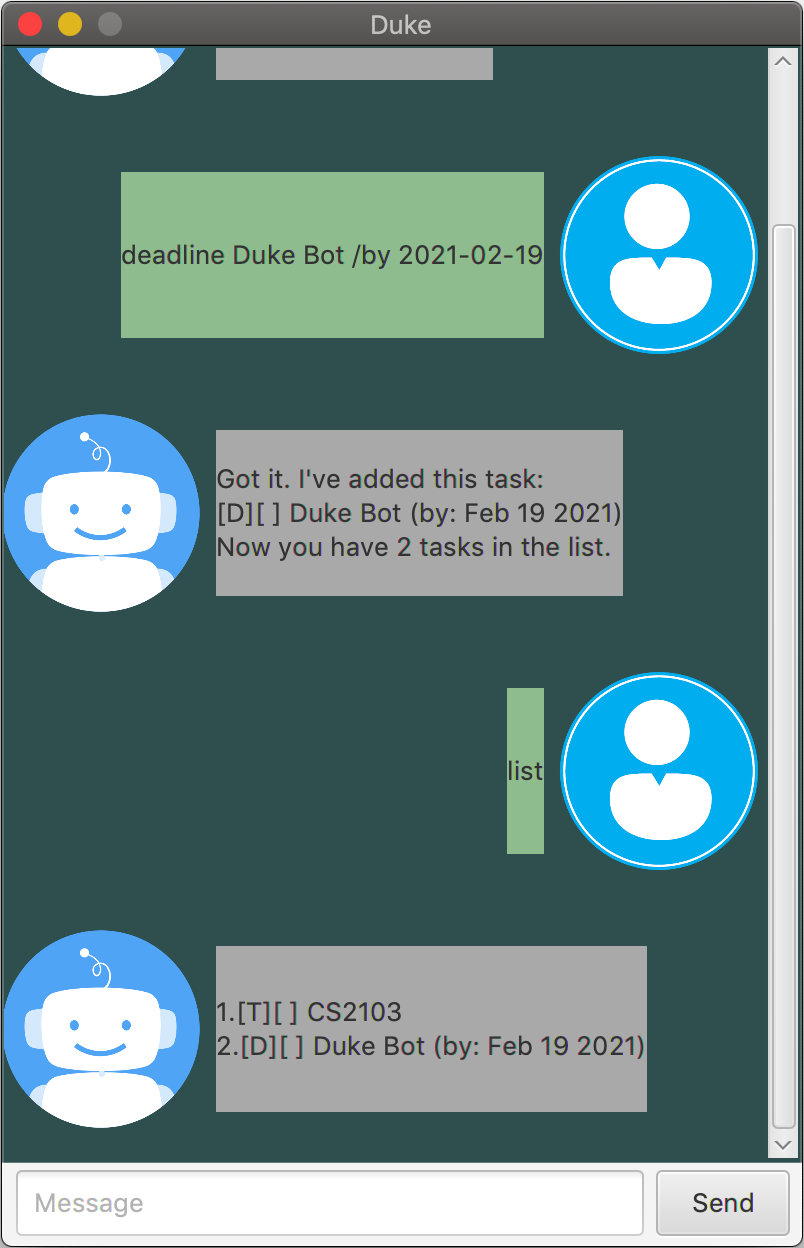 Duke
deadline Duke Bot /by 2021-02-19
Got it. I've added this task:
[D][ ] Duke Bot (by: Feb 19 2021)
Now you have 2 tasks in the list.
list
1.[T][ ] CS2103
2.[D][ ] Duke Bot (by: Feb 19 2021)
Message
Send